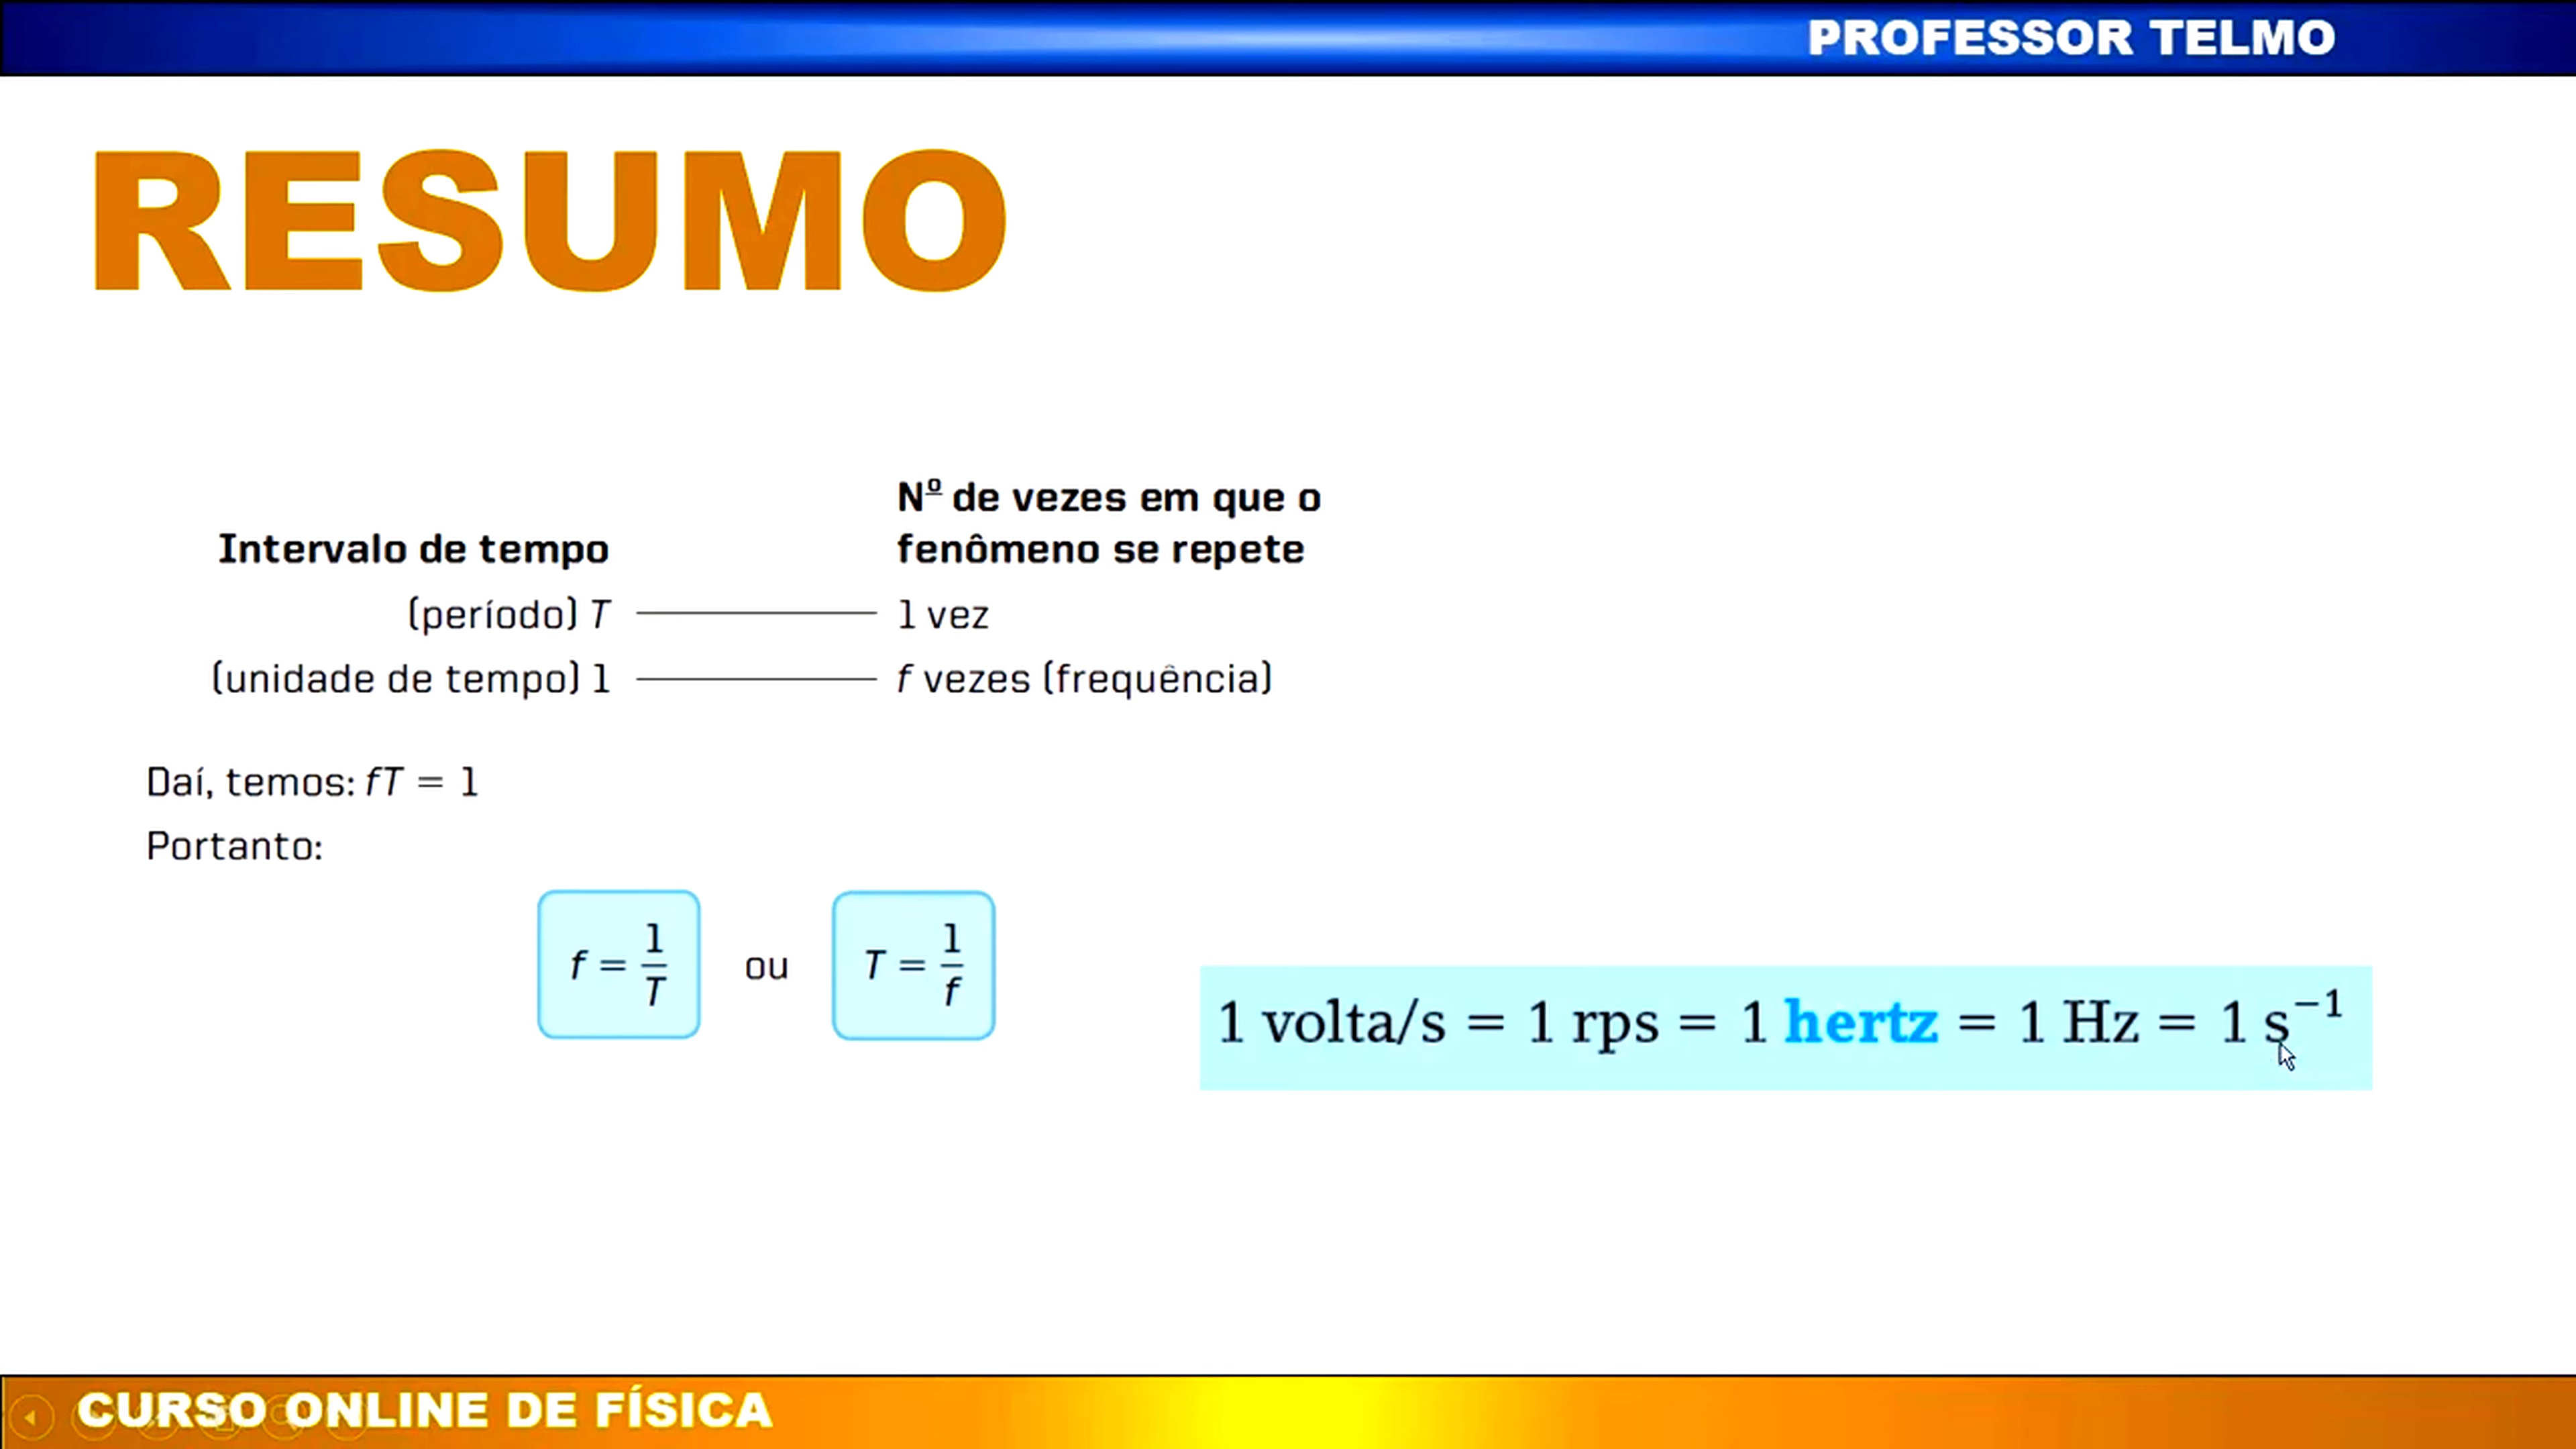 PROFESSOR TELMO
RESUMO
Nº de vezes em que o
Intervalo de tempo fenômeno se repete
(período) T 1 vez
(unidade de tempo) 1 f vezes (frequência)
Daí, temos: fT = 1
Portanto:
f = 1/T ou T = 1/f
1 volta/s = 1 rps = 1 hertz = 1 Hz = 1 s⁻¹
CURSO ONLINE DE FÍSICA